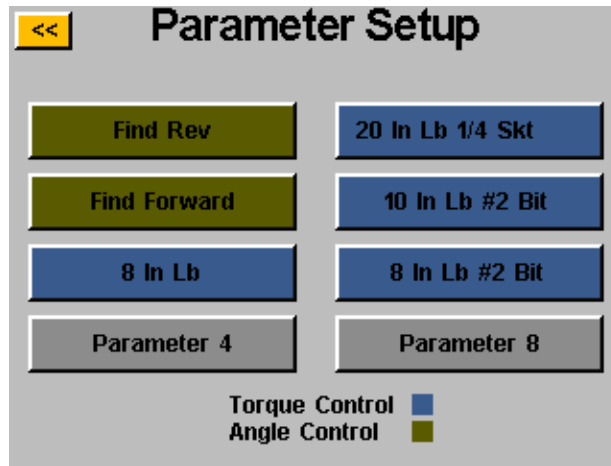 <<
Parameter Setup
Find Rev
20 In Lb 1/4 Skt
Find Forward
10 In Lb #2 Bit
8 In Lb
8 In Lb #2 Bit
Parameter 4
Parameter 8
Torque Control
Angle Control